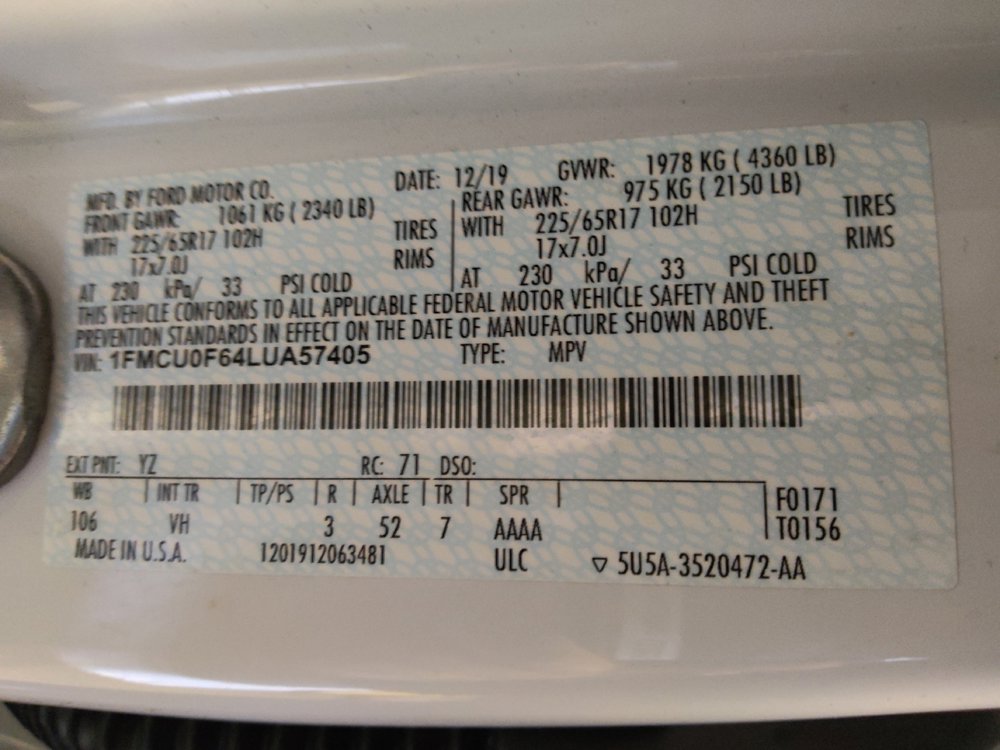 MFD. BY FORD MOTOR CO. DATE: 12/19 GVWR: 1978 KG ( 4360 LB)
FRONT GAWR: 1061 KG ( 2340 LB) REAR GAWR: 975 KG ( 2150 LB)
WITH 225/65R17 102H TIRES WITH 225/65R17 102H TIRES
17x7.0J RIMS 17x7.0J RIMS
AT 230 kPa/ 33 PSI COLD AT 230 kPa/ 33 PSI COLD
THIS VEHICLE CONFORMS TO ALL APPLICABLE FEDERAL MOTOR VEHICLE SAFETY AND THEFT
PREVENTION STANDARDS IN EFFECT ON THE DATE OF MANUFACTURE SHOWN ABOVE.
VIN: 1FMCU0F64LUA57405 TYPE: MPV
EXT PNT: YZ RC: 71 DSO:
WB INT TR TP/PS R AXLE TR SPR F0171
106 VH 3 52 7 AAAA T0156
MADE IN U.S.A. 1201912063481 ULC ▽ 5U5A-3520472-AA